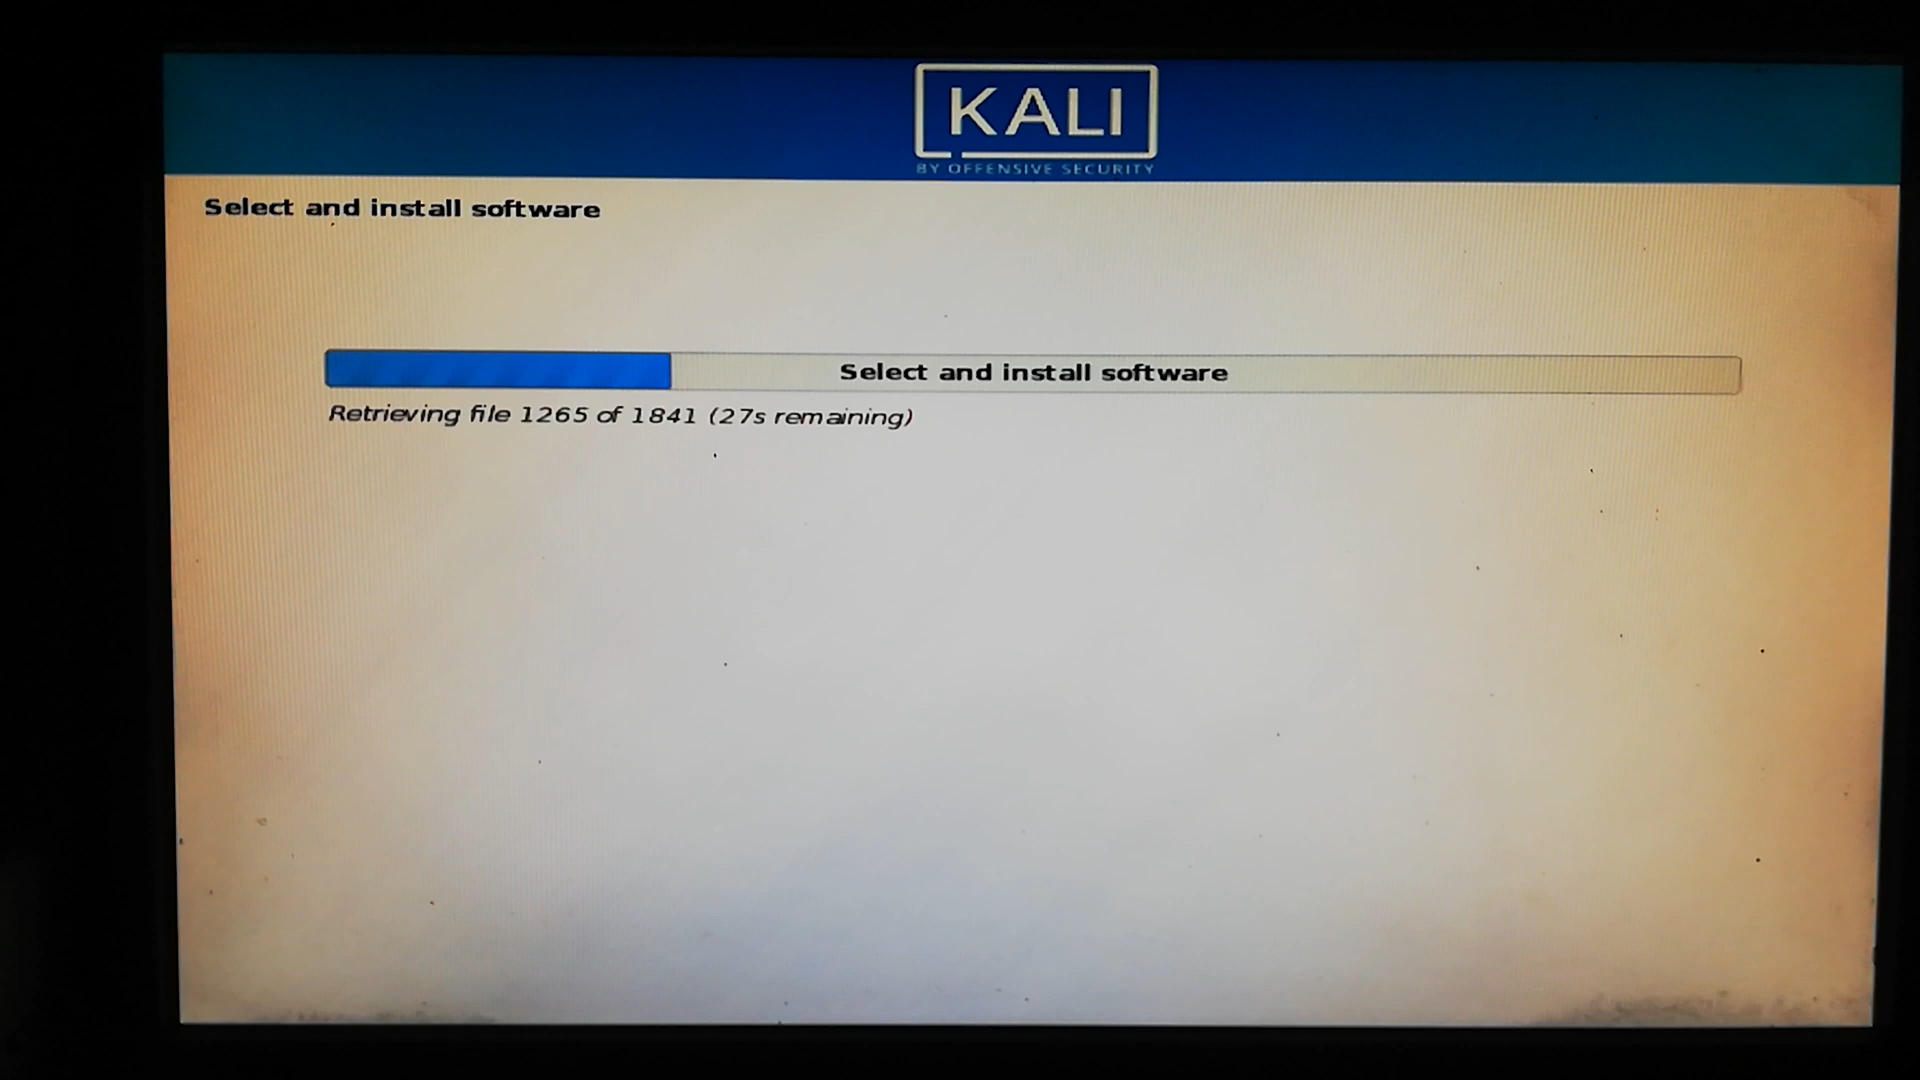 KALI
BY OFFENSIVE SECURITY
Select and install software
Select and install software
Retrieving file 1265 of 1841 (27s remaining)